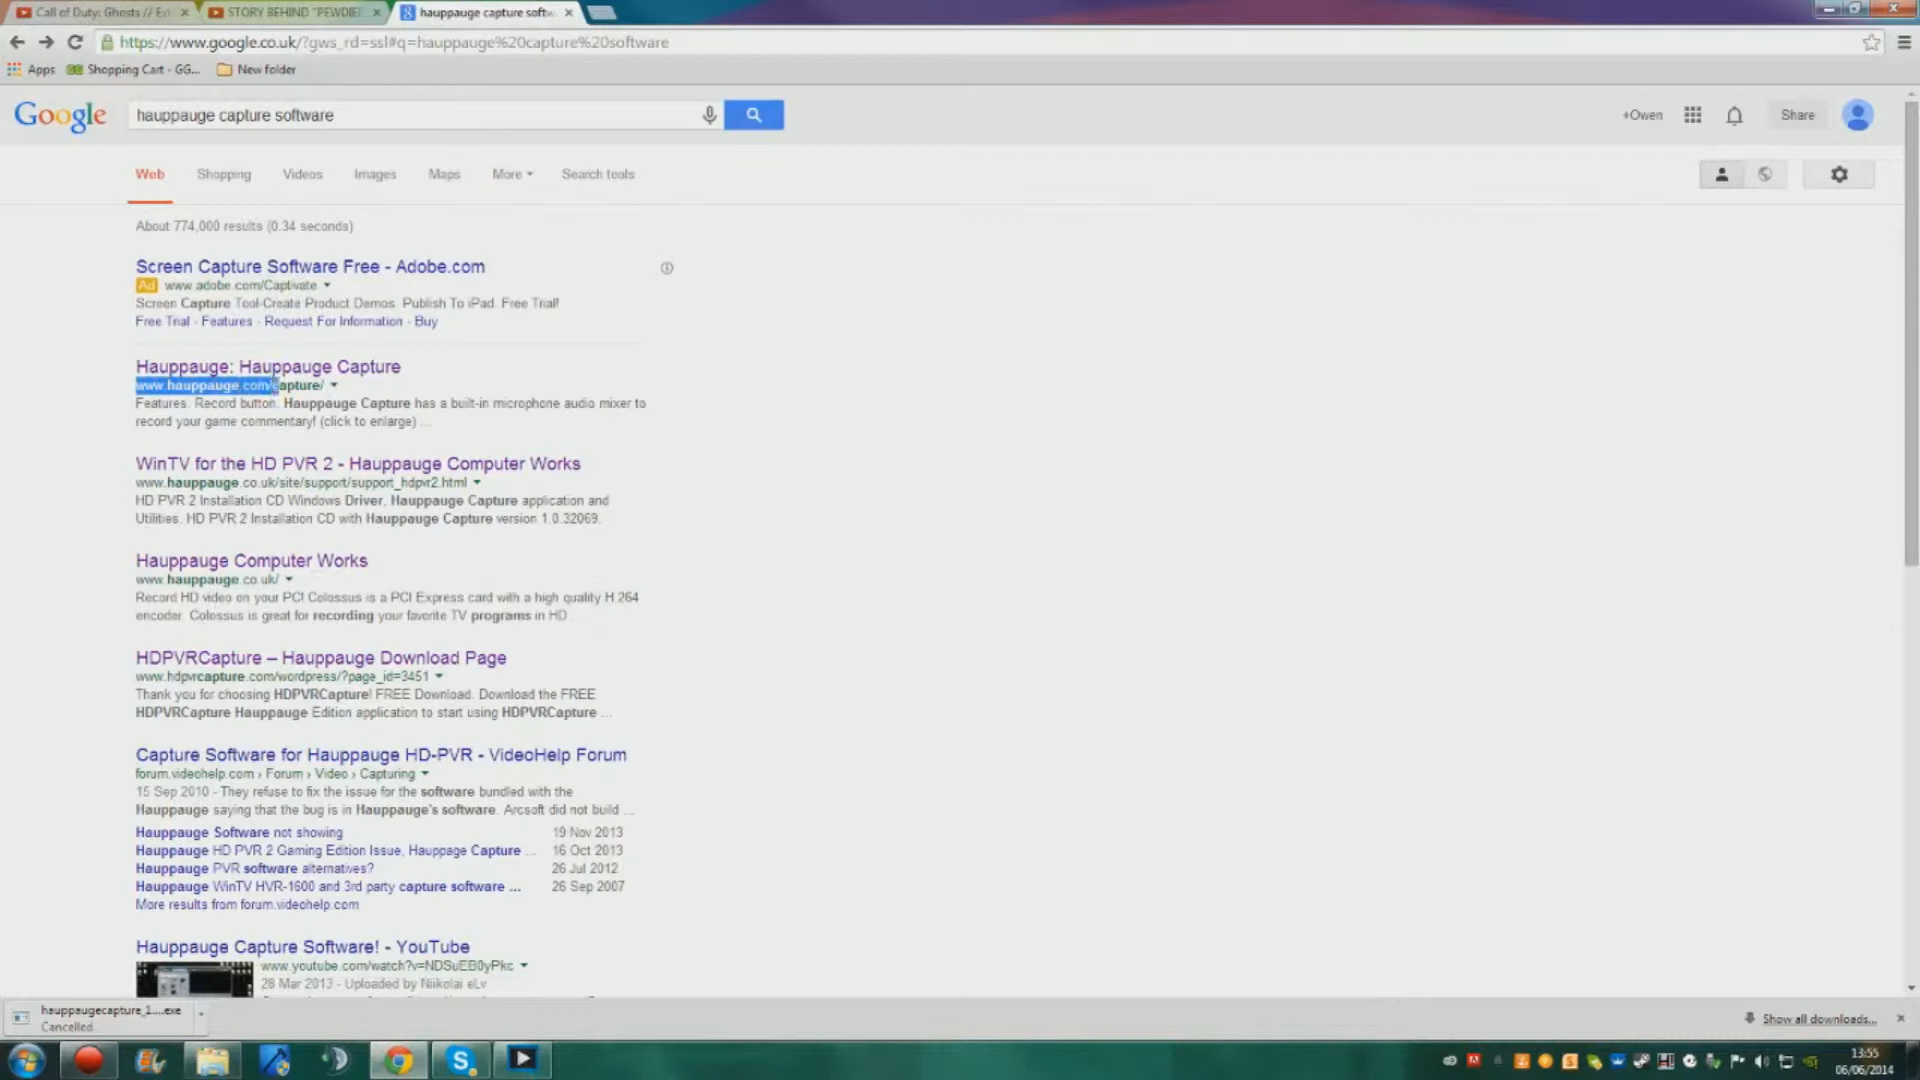 Call of Duty: Ghosts // E
STORY BEHIND "PEWDIE
hauppauge capture softw
https://www.google.co.uk/?gws_rd=ssl#q=hauppauge%20capture%20software
Apps Shopping Cart - GG... New folder
Google hauppauge capture software +Owen Share
Web Shopping Videos Images Maps More Search tools
About 774,000 results (0.34 seconds)
Screen Capture Software Free - Adobe.com
Ad www.adobe.com/Captivate
Screen Capture Tool-Create Product Demos. Publish To iPad. Free Trial!
Free Trial - Features - Request For Information - Buy
Hauppauge: Hauppauge Capture
www.hauppauge.com/capture/
Features. Record button. Hauppauge Capture has a built-in microphone audio mixer to
record your game commentary! (click to enlarge) ...
WinTV for the HD PVR 2 - Hauppauge Computer Works
www.hauppauge.co.uk/site/support/support_hdpvr2.html
HD PVR 2 Installation CD Windows Driver, Hauppauge Capture application and
Utilities. HD PVR 2 Installation CD with Hauppauge Capture version 1.0.32069.
Hauppauge Computer Works
www.hauppauge.co.uk/
Record HD video on your PC! Colossus is a PCI Express card with a high quality H.264
encoder. Colossus is great for recording your favorite TV programs in HD
HDPVRCapture – Hauppauge Download Page
www.hdpvrcapture.com/wordpress/?page_id=3451
Thank you for choosing HDPVRCapture! FREE Download. Download the FREE
HDPVRCapture Hauppauge Edition application to start using HDPVRCapture ...
Capture Software for Hauppauge HD-PVR - VideoHelp Forum
forum.videohelp.com › Forum › Video › Capturing
15 Sep 2010 - They refuse to fix the issue for the software bundled with the
Hauppauge saying that the bug is in Hauppauge's software. Arcsoft did not build ...
Hauppauge Software not showing 19 Nov 2013
Hauppauge HD PVR 2 Gaming Edition Issue, Hauppage Capture ... 16 Oct 2013
Hauppauge PVR software alternatives? 26 Jul 2012
Hauppauge WinTV HVR-1600 and 3rd party capture software ... 26 Sep 2007
More results from forum.videohelp.com
Hauppauge Capture Software! - YouTube
www.youtube.com/watch?v=NDSuEB0yPkc
28 Mar 2013 - Uploaded by Niikolai eLv
hauppaugecapture_1....exe
Cancelled
Show all downloads...
13:55
06/06/2014